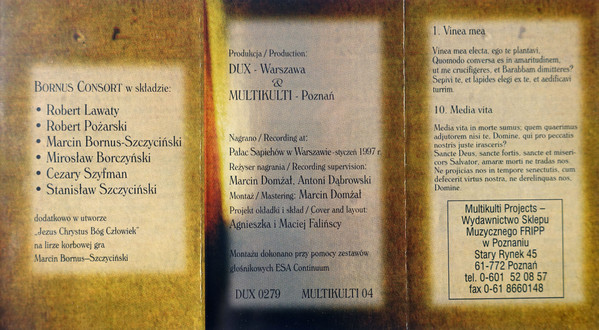 BORNUS CONSORT w składzie:
• Robert Lawaty
• Robert Pożarski
• Marcin Bornus-Szczyciński
• Mirosław Borczyński
• Cezary Szyfman
• Stanisław Szczyciński
dodatkowo w utworze
„Jezus Chrystus Bóg Człowiek"
na lirze korbowej gra
Marcin Bornus–Szczyciński
Produkcja / Production:
DUX - Warszawa
&
MULTIKULTI - Poznań
Nagrano / Recording at:
Pałac Sapiehów w Warszawie -styczeń 1997 r.
Reżyser nagrania / Recording supervision:
Marcin Domżał, Antoni Dąbrowski
Montaż / Mastering: Marcin Domżał
Projekt okładki i skład / Cover and layout:
Agnieszka i Maciej Falińscy
Montażu dokonano przy pomocy zestawów
głośnikowych ESA Continuum
DUX 0279 MULTIKULTI 04
1. Vinea mea
Vinea mea electa, ego te plantavi,
Quomodo conversa es in amaritudinem,
ut me crucifigeres, et Barabbam dimitteres?
Sepivi te, et lapides elegi ex te, et aedificavi
turrim.
10. Media vita
Media vita in morte sumus; quem quaerimus
adjutorem nisi te, Domine, qui pro peccatis
nostris juste irasceris?
Sancte Deus, sancte fortis, sancte et miseri-
cors Salvator, amaræ morti ne tradas nos.
Ne projicias nos in tempore senectutis, cum
defecerit virtus nostra, ne derelinquas nos,
Domine.
Multikulti Projects –
Wydawnictwo Sklepu
Muzycznego FRIPP
w Poznaniu
Stary Rynek 45
61-772 Poznań
tel. 0-601 52 08 57
fax 0-61 8660148